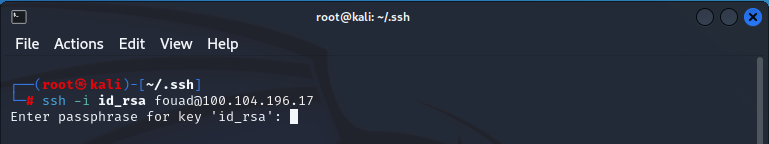 root@kali: ~/.ssh
File Actions Edit View Help
┌──(root㉿kali)-[~/.ssh]
└─# ssh -i id_rsa fouad@100.104.196.17
Enter passphrase for key 'id_rsa':